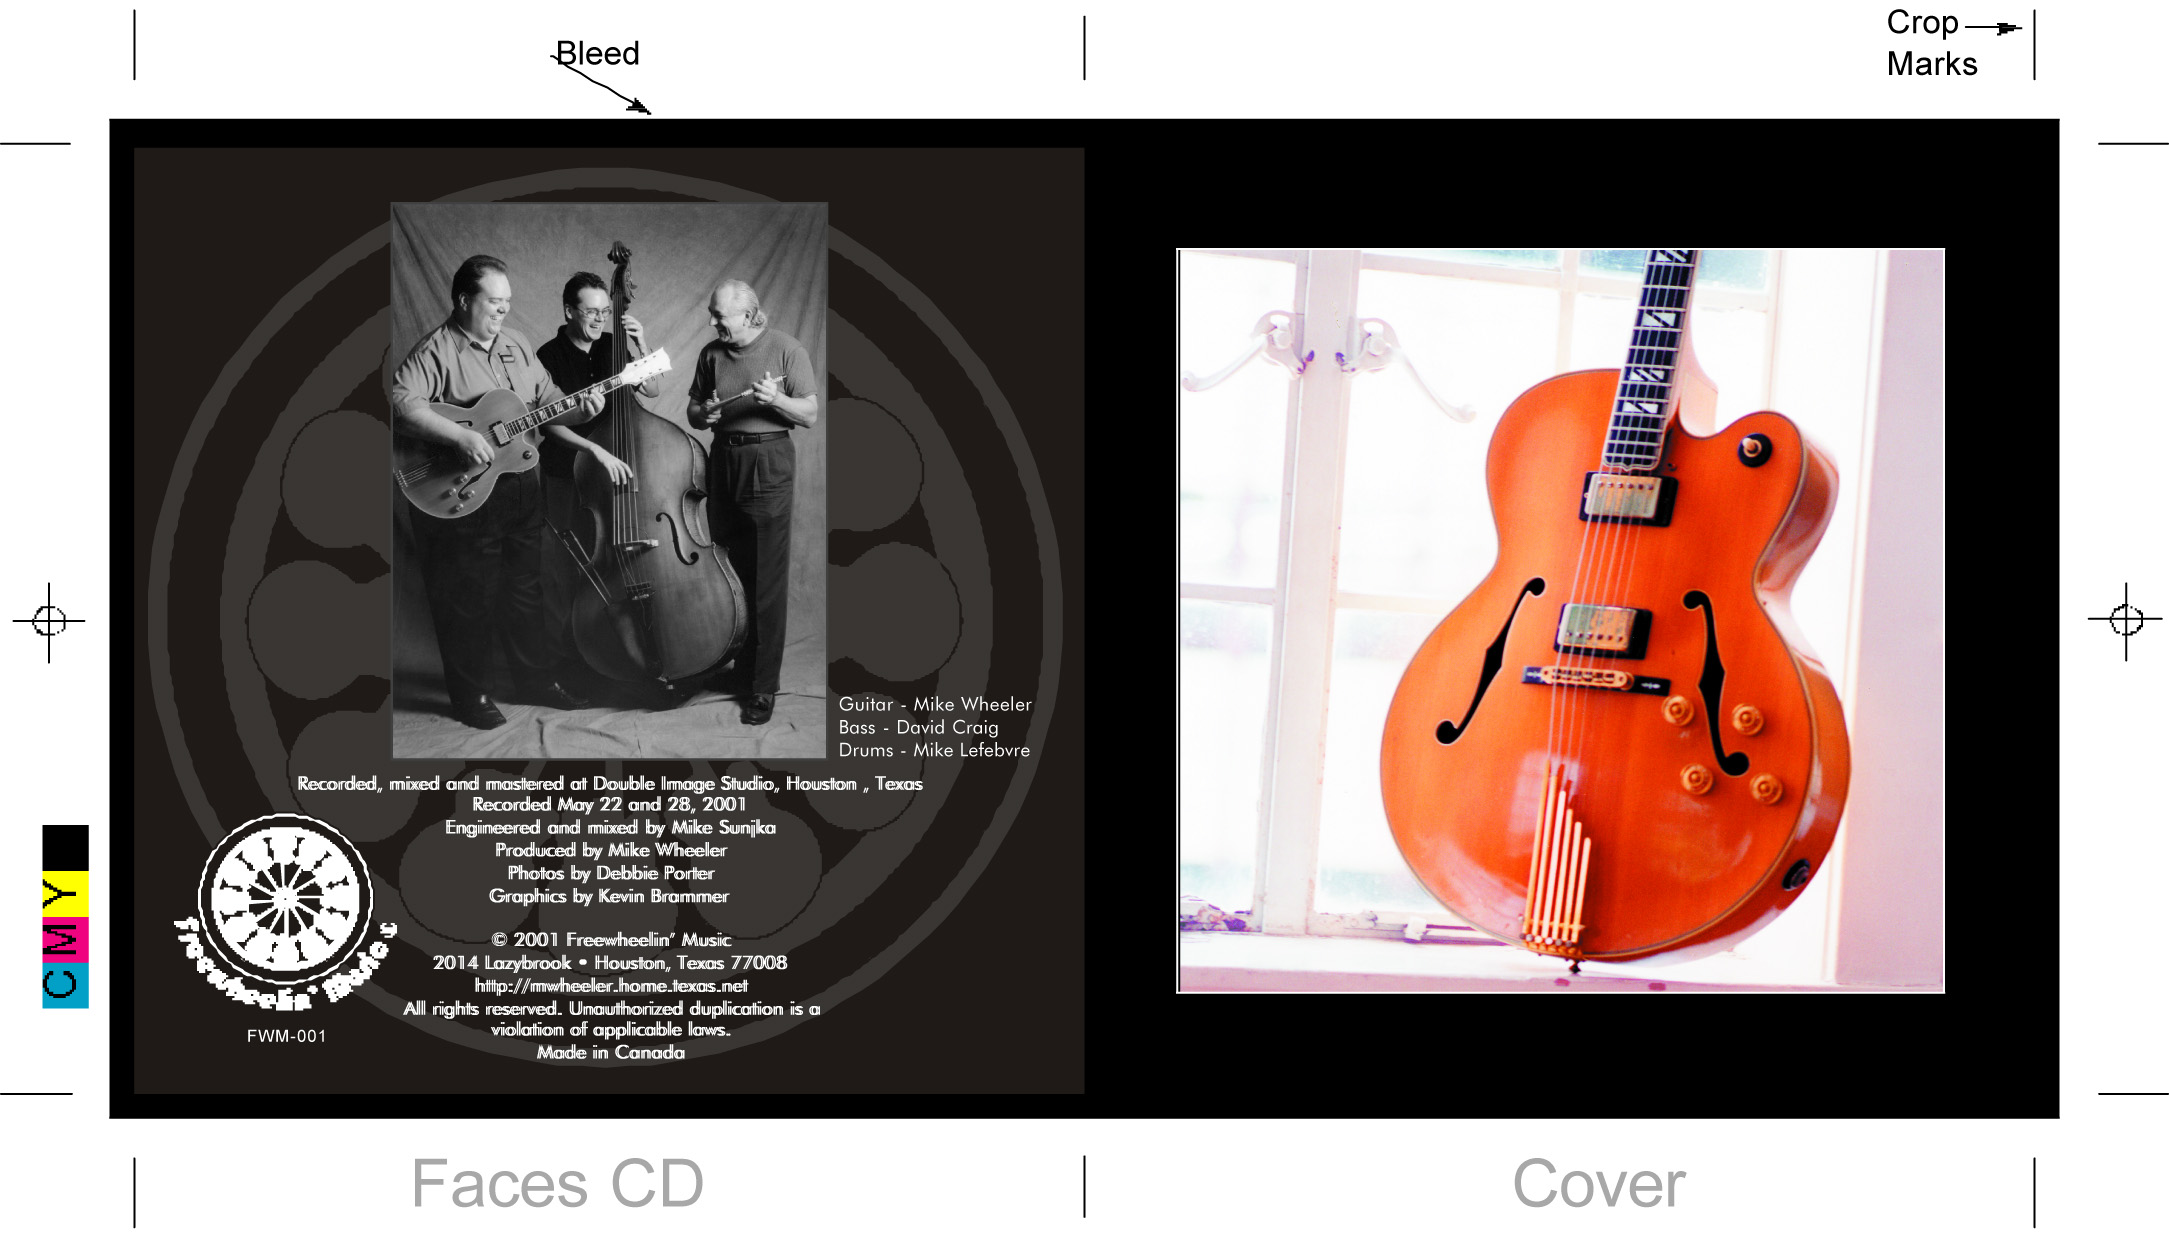 Bleed
Crop
Marks
Guitar - Mike Wheeler
Bass - David Craig
Drums - Mike Lefebvre
Recorded, mixed and mastered at Double Image Studio, Houston , Texas
Recorded May 22 and 28, 2001
Engineered and mixed by Mike Sunjka
Produced by Mike Wheeler
Photos by Debbie Porter
Graphics by Kevin Brammer
© 2001 Freewheelin' Music
2014 Lazybrook • Houston, Texas 77008
http://mwheeler.home.texas.net
All rights reserved. Unauthorized duplication is a
violation of applicable laws.
Made in Canada
freewheelin' music
FWM-001
C M Y
Faces CD
Cover